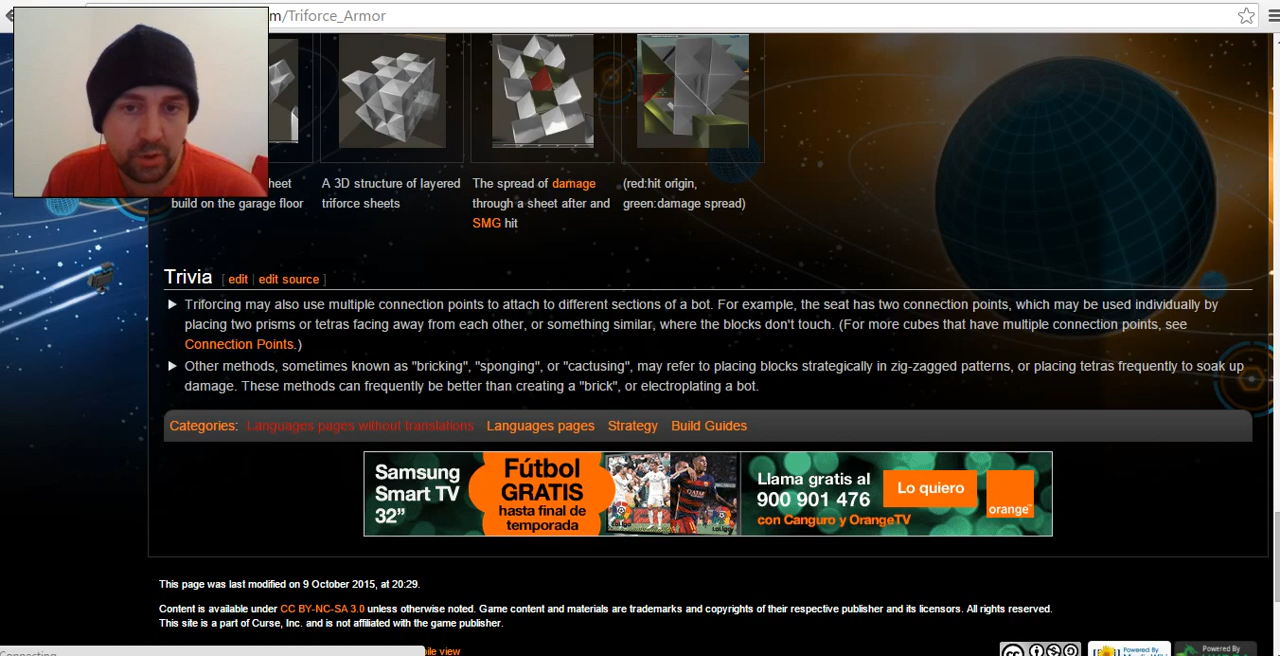 m/Triforce_Armor
heet
build on the garage floor
A 3D structure of layered
triforce sheets
The spread of damage
through a sheet after and
SMG hit
(red:hit origin,
green:damage spread)
Trivia [ edit | edit source ]
Triforcing may also use multiple connection points to attach to different sections of a bot. For example, the seat has two connection points, which may be used individually by
placing two prisms or tetras facing away from each other, or something similar, where the blocks don't touch. (For more cubes that have multiple connection points, see
Connection Points.)
Other methods, sometimes known as "bricking", "sponging", or "cactusing", may refer to placing blocks strategically in zig-zagged patterns, or placing tetras frequently to soak up
damage. These methods can frequently be better than creating a "brick", or electroplating a bot.
Categories: Languages pages without translations Languages pages Strategy Build Guides
Samsung
Smart TV
32”
Fútbol
GRATIS
hasta final de
temporada
Llama gratis al
900 901 476
con Canguro y OrangeTV
Lo quiero
orange
This page was last modified on 9 October 2015, at 20:29.
Content is available under CC BY-NC-SA 3.0 unless otherwise noted. Game content and materials are trademarks and copyrights of their respective publisher and its licensors. All rights reserved.
This site is a part of Curse, Inc. and is not affiliated with the game publisher.
bile view
cc
Powered By
Powered By